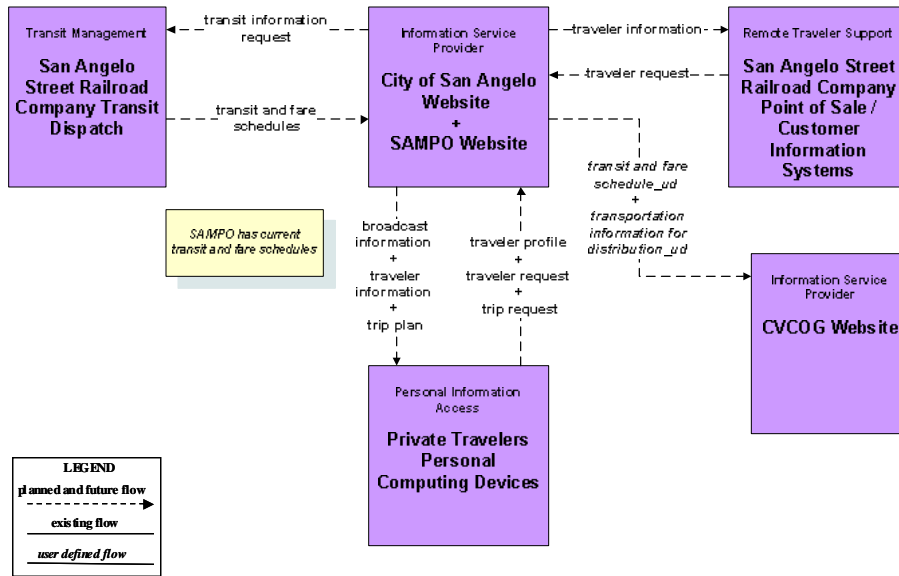 Transit Management
San Angelo
Street Railroad
Company Transit
Dispatch
transit information
request
transit and fare
schedules
Information Service
Provider
City of San Angelo
Website
+
SAMPO Website
traveler information
traveler request
Remote Traveler Support
San Angelo Street
Railroad Company
Point of Sale /
Customer
Information
Systems
SAMPO has current
transit and fare schedules
broadcast
information
+
traveler
information
+
trip plan
traveler profile
+
traveler request
+
trip request
transit and fare
schedule_ud
+
transportation
information for
distribution_ud
Information Service
Provider
CVCOG Website
Personal Information
Access
Private Travelers
Personal
Computing Devices
LEGEND
planned and future flow
existing flow
user defined flow